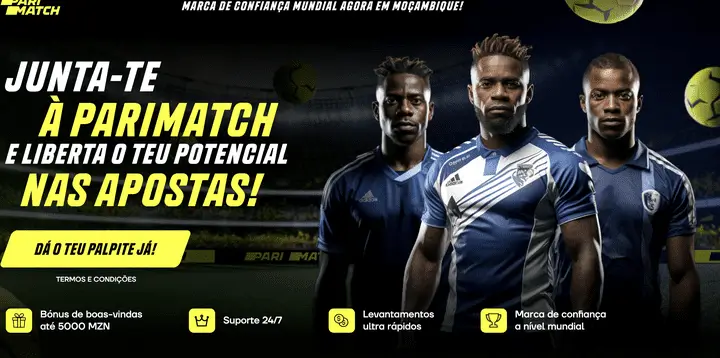 PARI MATCH
MARCA DE CONFIANÇA MUNDIAL AGORA EM MOÇAMBIQUE!
JUNTA-TE
À PARIMATCH
E LIBERTA O TEU POTENCIAL
NAS APOSTAS!
DÁ O TEU PALPITE JÁ!
TERMOS E CONDIÇÕES
PARI MATCH
Bónus de boas-vindas
até 5000 MZN
Suporte 24/7
Levantamentos
ultra rápidos
Marca de confiança
a nível mundial